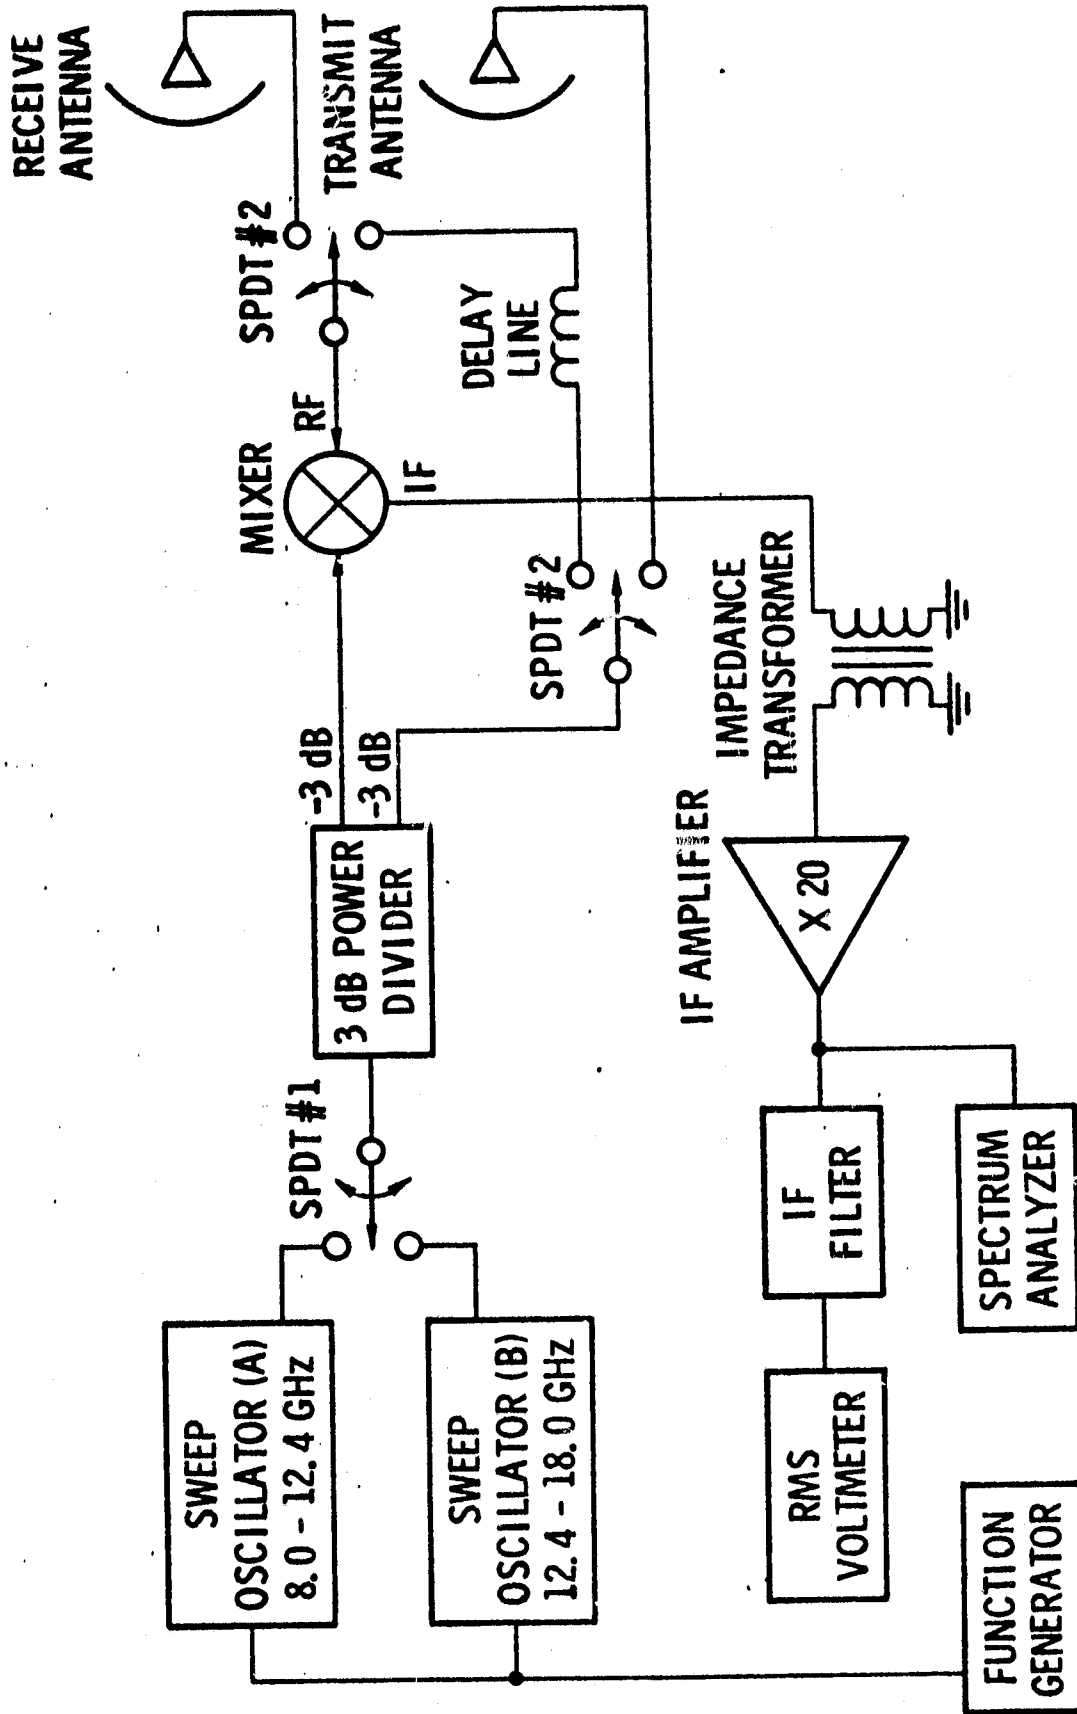 RECEIVE
ANTENNA
TRANSMIT
ANTENNA
SPDT #2
DELAY
LINE
MIXER
RF
IF
SPDT #2
IMPEDANCE
TRANSFORMER
-3 dB
-3 dB
3 dB POWER
DIVIDER
IF AMPLIFIER
X 20
SPDT #1
IF
FILTER
SPECTRUM
ANALYZER
SWEEP
OSCILLATOR (A)
8.0 - 12.4 GHz
SWEEP
OSCILLATOR (B)
12.4 - 18.0 GHz
RMS
VOLTMETER
FUNCTION
GENERATOR